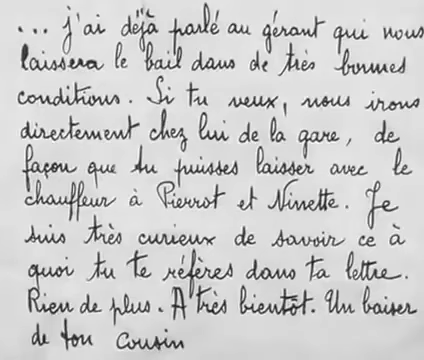 ... j'ai déjà parlé au gérant qui nous
laissera le bail dans de très bonnes
conditions. Si tu veux, nous irons
directement chez lui de la gare, de
façon que tu puisses laisser avec le
chauffeur à Pierrot et Ninette. Je
suis très curieux de savoir ce à
quoi tu te référes dans ta lettre.
Rien de plus. A très bientôt. Un baiser
de ton cousin